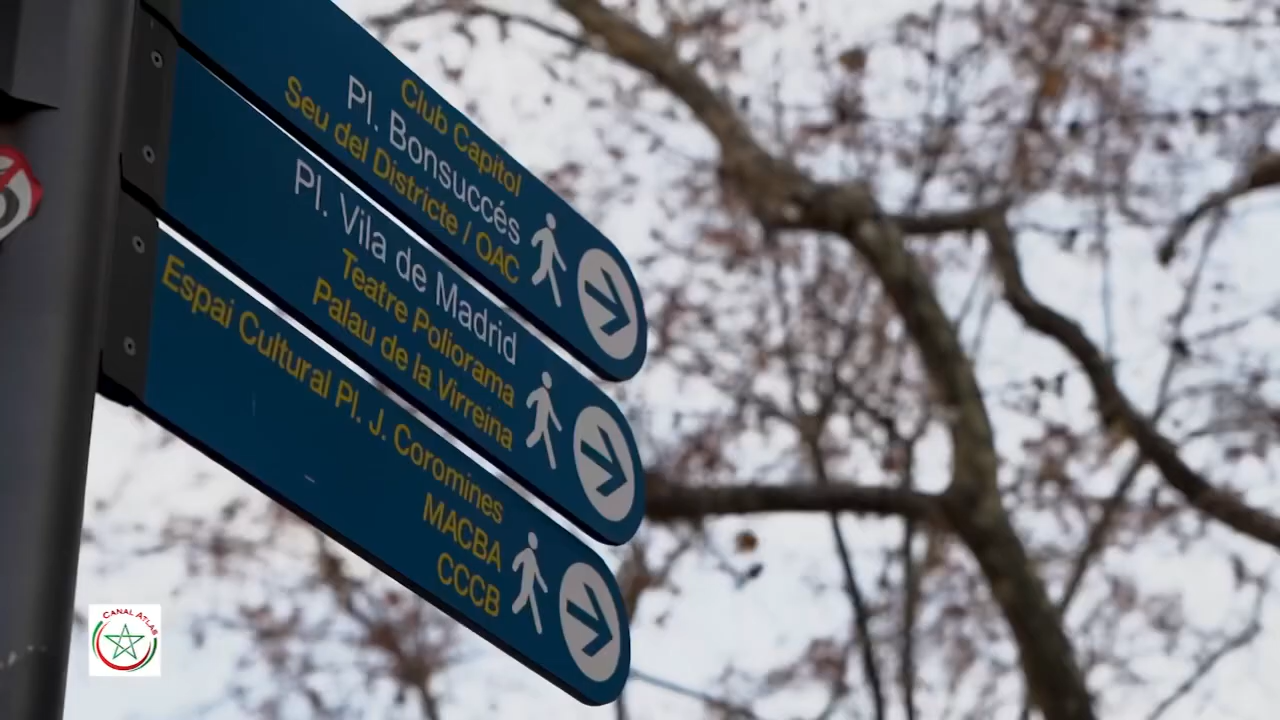 Club Capitol
Pl. Bonsuccés
Seu del Districte / OAC
Pl. Vila de Madrid
Teatre Poliorama
Palau de la Virreina
Espai Cultural Pl. J. Coromines
MACBA
CCCB
CANAL ATLAS